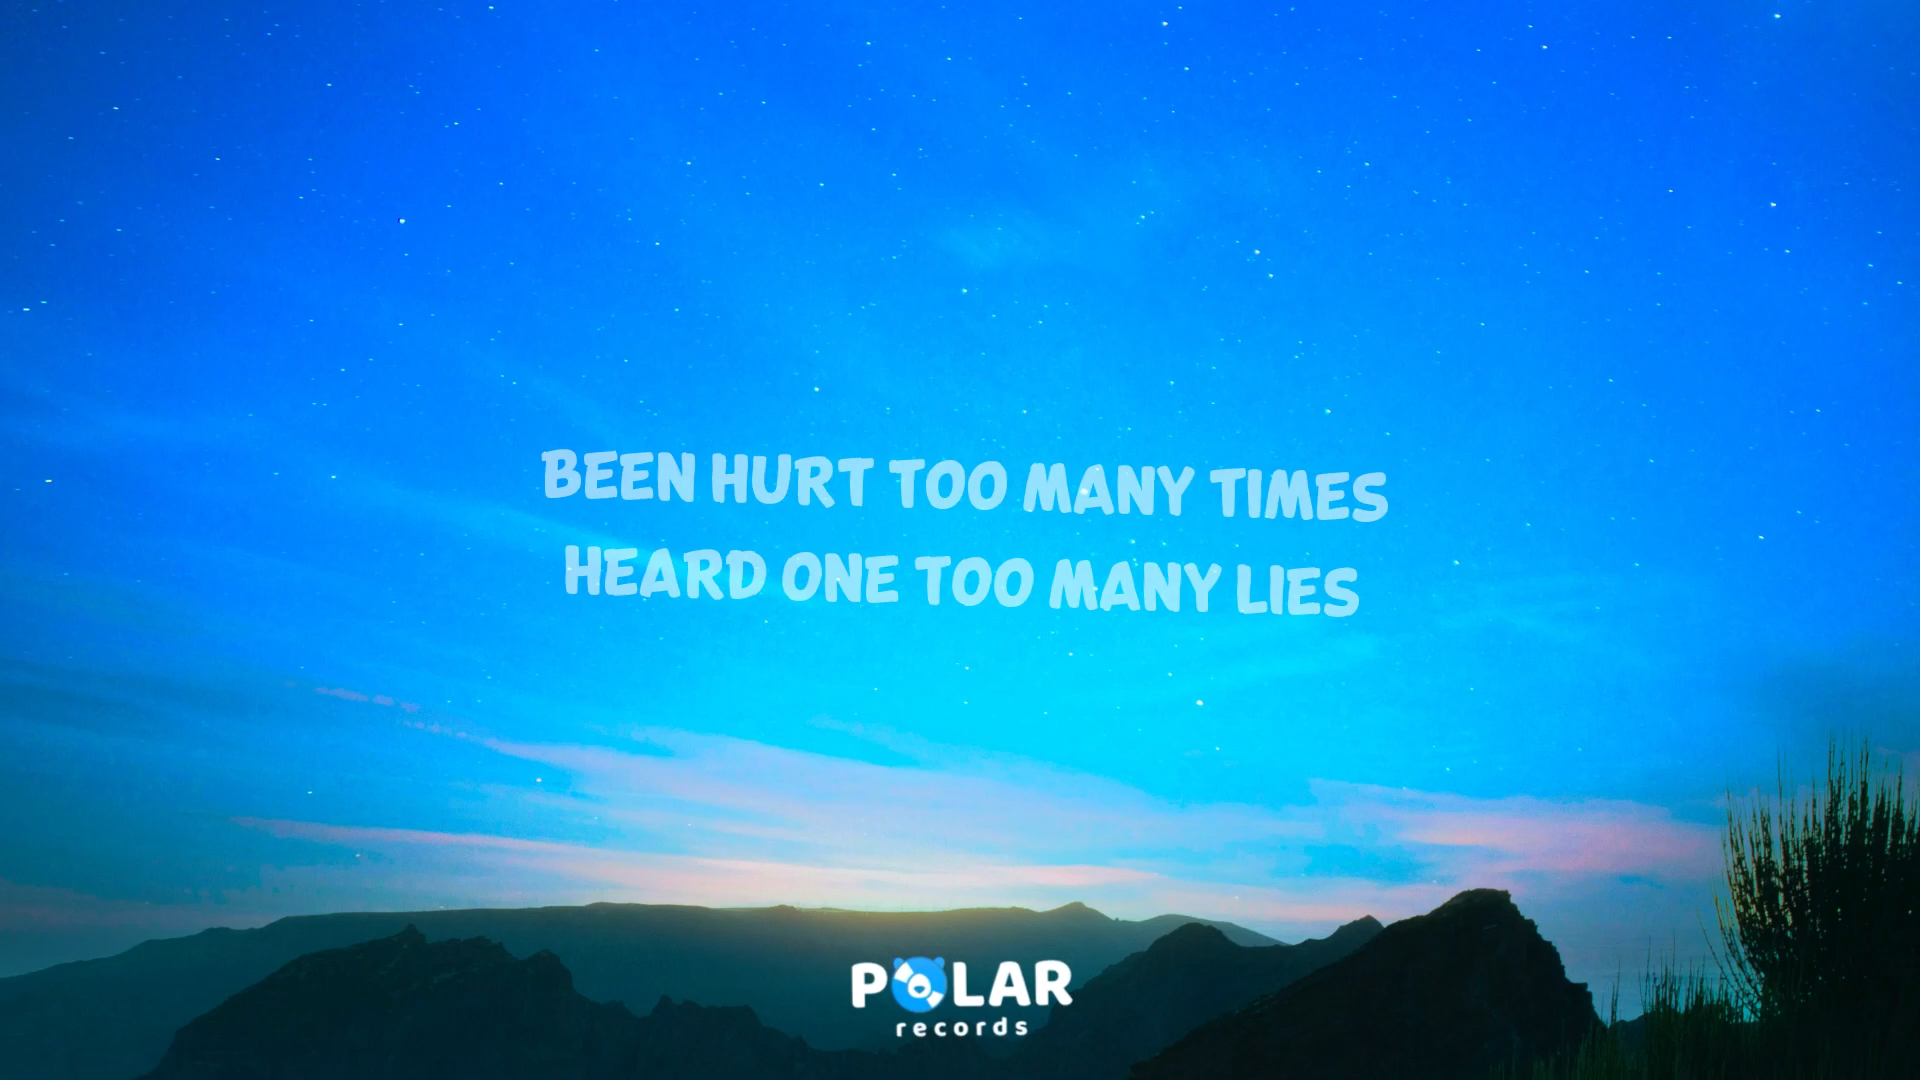 BEEN HURT TOO MANY TIMES
HEARD ONE TOO MANY LIES
POLAR
records